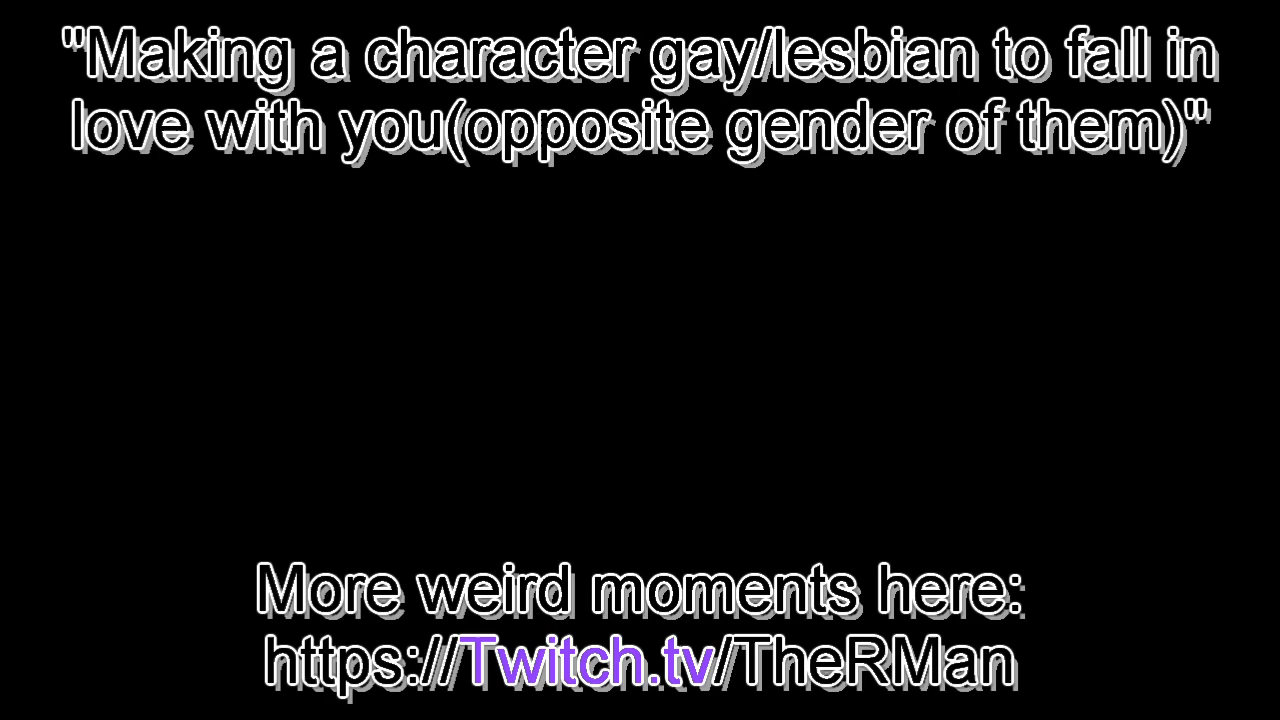 "Making a character gay/lesbian to fall in
love with you(opposite gender of them)"
More weird moments here:
https://Twitch.tv/TheRMan